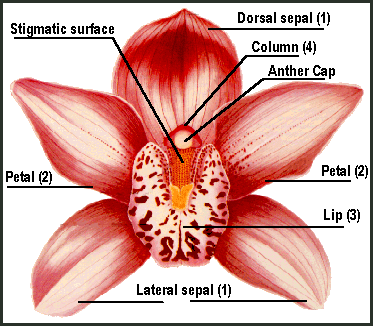 Dorsal sepal (1)
Stigmatic surface
Column (4)
Anther Cap
Petal (2)
Petal (2)
Lip (3)
Lateral sepal (1)